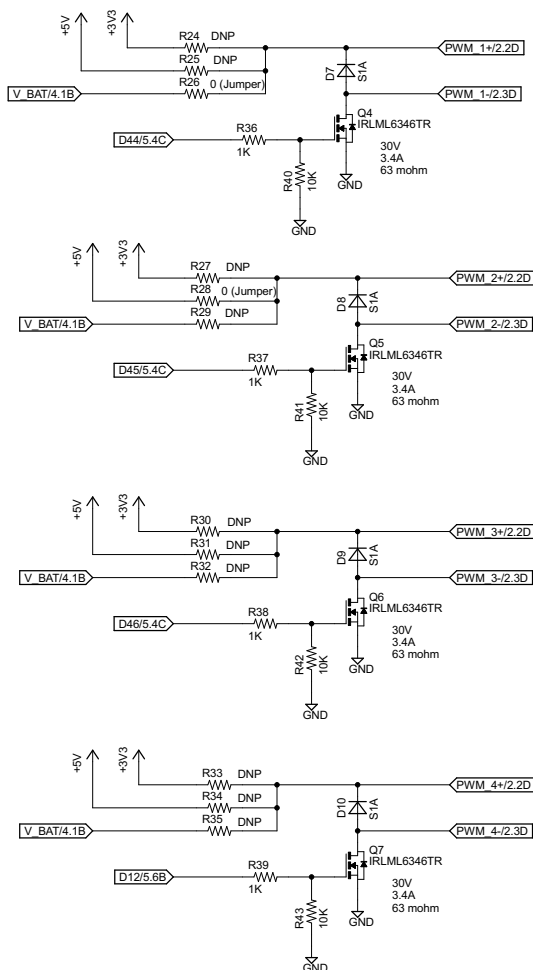 +5V
+3V3
R24
DNP
R25
DNP
R26
0 (Jumper)
V_BAT/4.1B
PWM_1+/2.2D
D7
S1A
PWM_1-/2.3D
Q4
IRLML6346TR
30V
3.4A
63 mohm
D44/5.4C
R36
1K
R40
10K
GND
GND
+5V
+3V3
R27
DNP
R28
0 (Jumper)
R29
DNP
V_BAT/4.1B
PWM_2+/2.2D
D8
S1A
PWM_2-/2.3D
Q5
IRLML6346TR
30V
3.4A
63 mohm
D45/5.4C
R37
1K
R41
10K
GND
GND
+5V
+3V3
R30
DNP
R31
DNP
R32
DNP
V_BAT/4.1B
PWM_3+/2.2D
D9
S1A
PWM_3-/2.3D
Q6
IRLML6346TR
30V
3.4A
63 mohm
D46/5.4C
R38
1K
R42
10K
GND
GND
+5V
+3V3
R33
DNP
R34
DNP
R35
DNP
V_BAT/4.1B
PWM_4+/2.2D
D10
S1A
PWM_4-/2.3D
Q7
IRLML6346TR
30V
3.4A
63 mohm
D12/5.6B
R39
1K
R43
10K
GND
GND